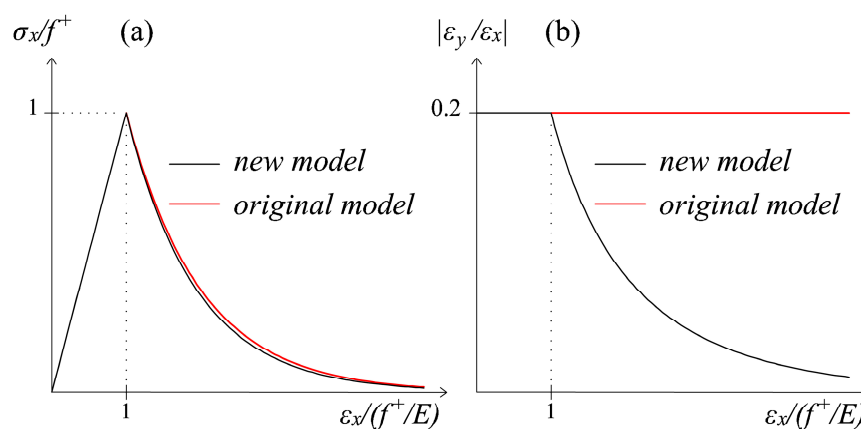 σx/f+ (a)
1
new model
original model
1
εx/(f+/E)
|εy/εx| (b)
0.2
new model
original model
1
εx/(f+/E)